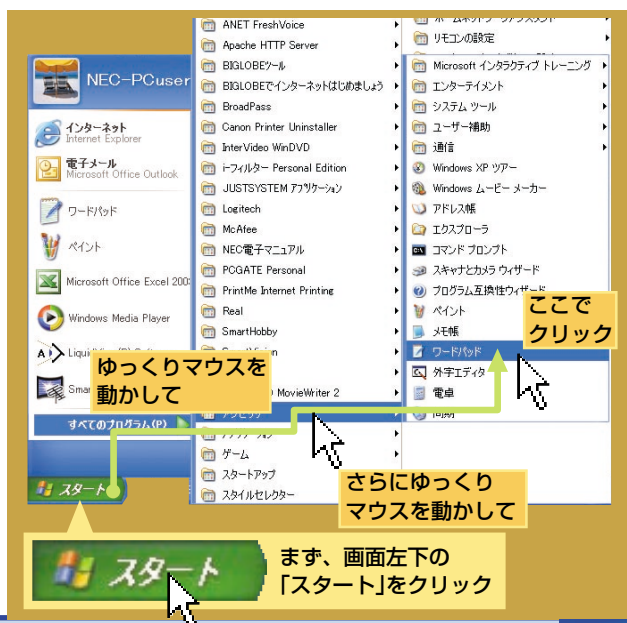 NEC-PCuser
インターネット
Internet Explorer
電子メール
Microsoft Office Outlook
ワードパッド
ペイント
Microsoft Office Excel 200
Windows Media Player
すべてのプログラム(P)
スタート
ANET FreshVoice
Apache HTTP Server
BIGLOBEツール
BIGLOBEでインターネットはじめましょう
BroadPass
Canon Printer Uninstaller
InterVideo WinDVD
i-フィルター Personal Edition
JUSTSYSTEM アプリケーション
Logitech
McAfee
NEC電子マニュアル
PCGATE Personal
PrintMe Internet Printing
Real
SmartHobby
MovieWriter 2
ゲーム
スタートアップ
スタイルセレクター
リモコンの設定
Microsoft インタラクティブ トレーニング
エンターテイメント
システム ツール
ユーザー補助
通信
Windows XP ツアー
Windows ムービー メーカー
アドレス帳
エクスプローラ
コマンド プロンプト
スキャナとカメラ ウィザード
プログラム互換性ウィザード
ペイント
メモ帳
ワードパッド
外字エディタ
電卓
ここで
クリック
ゆっくりマウスを
動かして
さらにゆっくり
マウスを動かして
スタート
まず、画面左下の
「スタート」をクリック